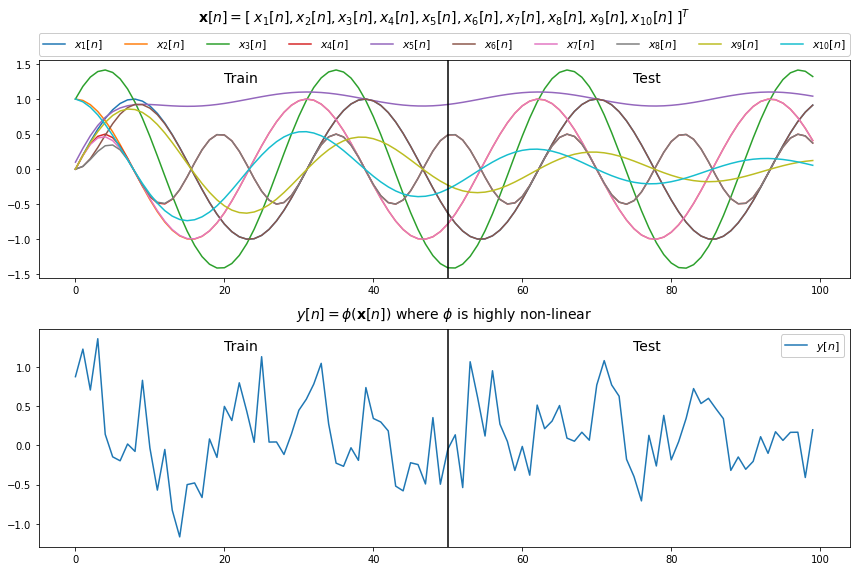 𝐱[n] = [ x₁[n], x₂[n], x₃[n], x₄[n], x₅[n], x₆[n], x₇[n], x₈[n], x₉[n], x₁₀[n] ]ᵀ
x₁[n] x₂[n] x₃[n] x₄[n] x₅[n] x₆[n] x₇[n] x₈[n] x₉[n] x₁₀[n]
1.5
Train Test
1.0
0.5
0.0
−0.5
−1.0
−1.5
0 20 40 60 80 100
y[n] = ϕ(𝐱[n]) where ϕ is highly non-linear
Train Test y[n]
1.0
0.5
0.0
−0.5
−1.0
0 20 40 60 80 100